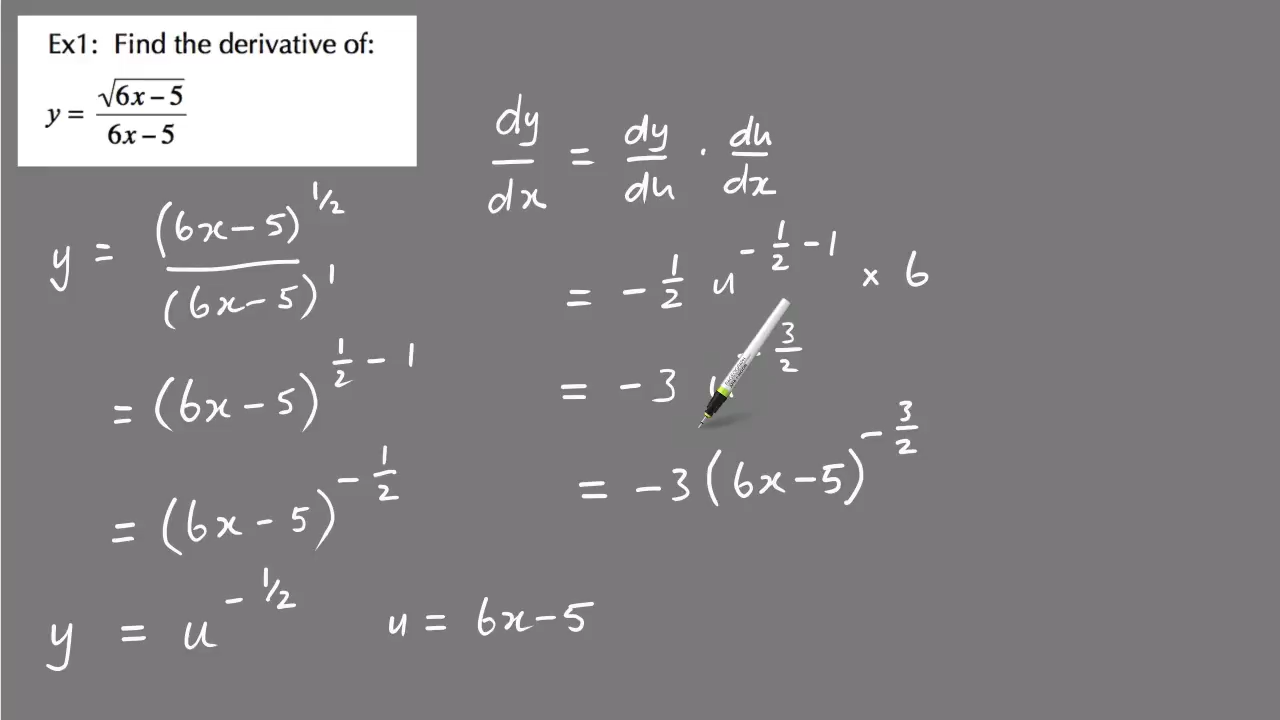 Ex1: Find the derivative of:
y = √(6x – 5) / (6x – 5)
y = (6x – 5)^(1/2) / (6x – 5)^1
= (6x – 5)^(1/2 – 1)
= (6x – 5)^(–1/2)
y = u^(–1/2) u = 6x – 5
dy/dx = dy/du · du/dx
= – 1/2 u^(–1/2 – 1) × 6
= – 3 u^(–3/2)
= – 3 (6x – 5)^(–3/2)